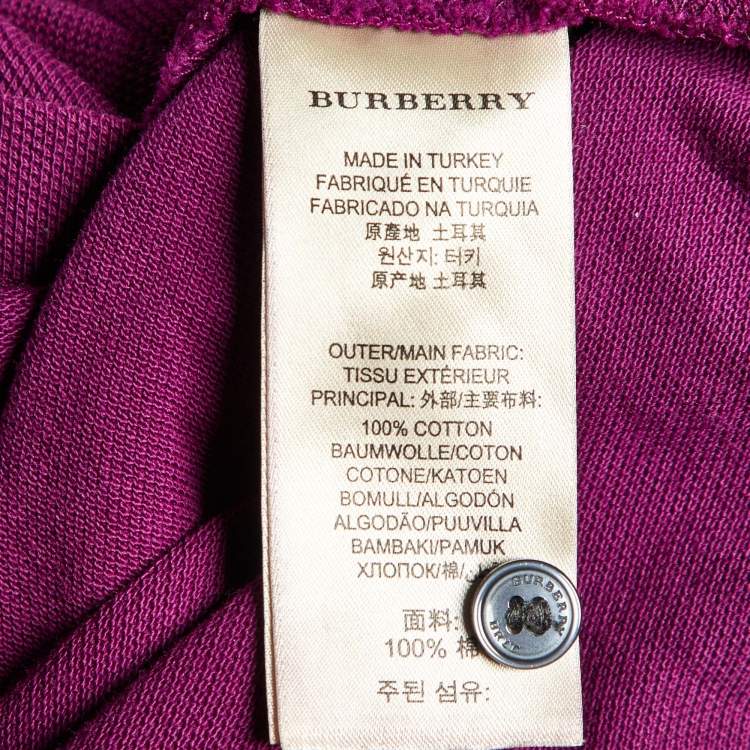 BURBERRY
MADE IN TURKEY
FABRIQUÉ EN TURQUIE
FABRICADO NA TURQUIA
原產地 土耳其
원산지: 터키
原产地 土耳其
OUTER/MAIN FABRIC:
TISSU EXTÉRIEUR
PRINCIPAL: 外部/主要布料:
100% COTTON
BAUMWOLLE/COTON
COTONE/KATOEN
BOMULL/ALGODÓN
ALGODÃO/PUUVILLA
BAMBAKI/PAMUK
ХЛОПОК/棉/
面料:
100% 棉
주된 섬유:
BURBERRY
BRIT